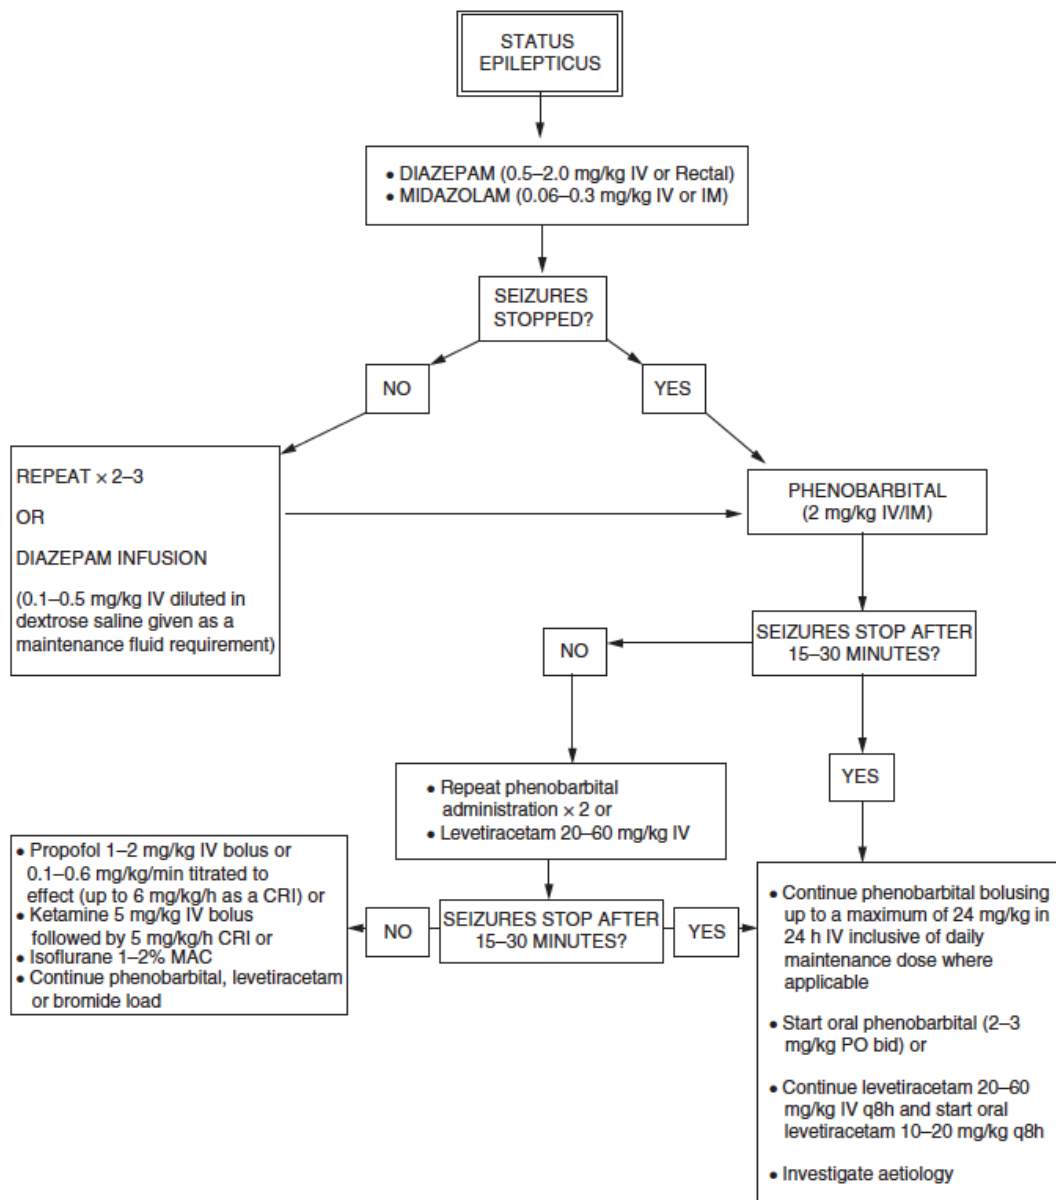 STATUS
EPILEPTICUS
• DIAZEPAM (0.5–2.0 mg/kg IV or Rectal)
• MIDAZOLAM (0.06–0.3 mg/kg IV or IM)
SEIZURES
STOPPED?
NO
YES
REPEAT × 2–3
OR
DIAZEPAM INFUSION
(0.1–0.5 mg/kg IV diluted in
dextrose saline given as a
maintenance fluid requirement)
PHENOBARBITAL
(2 mg/kg IV/IM)
SEIZURES STOP AFTER
15–30 MINUTES?
NO
YES
• Repeat phenobarbital
administration × 2 or
• Levetiracetam 20–60 mg/kg IV
SEIZURES STOP AFTER
15–30 MINUTES?
NO
YES
• Propofol 1–2 mg/kg IV bolus or
0.1–0.6 mg/kg/min titrated to
effect (up to 6 mg/kg/h as a CRI) or
• Ketamine 5 mg/kg IV bolus
followed by 5 mg/kg/h CRI or
• Isoflurane 1–2% MAC
• Continue phenobarbital, levetiracetam
or bromide load
• Continue phenobarbital bolusing
up to a maximum of 24 mg/kg in
24 h IV inclusive of daily
maintenance dose where
applicable
• Start oral phenobarbital (2–3
mg/kg PO bid) or
• Continue levetiracetam 20–60
mg/kg IV q8h and start oral
levetiracetam 10–20 mg/kg q8h
• Investigate aetiology